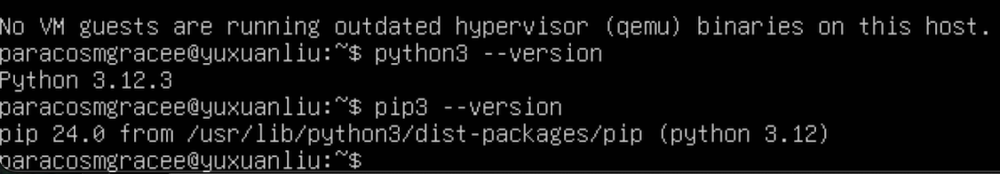 No VM guests are running outdated hypervisor (qemu) binaries on this host.
paracosmgracee@yuxuanliu:~$ python3 --version
Python 3.12.3
paracosmgracee@yuxuanliu:~$ pip3 --version
pip 24.0 from /usr/lib/python3/dist-packages/pip (python 3.12)
paracosmgracee@yuxuanliu:~$